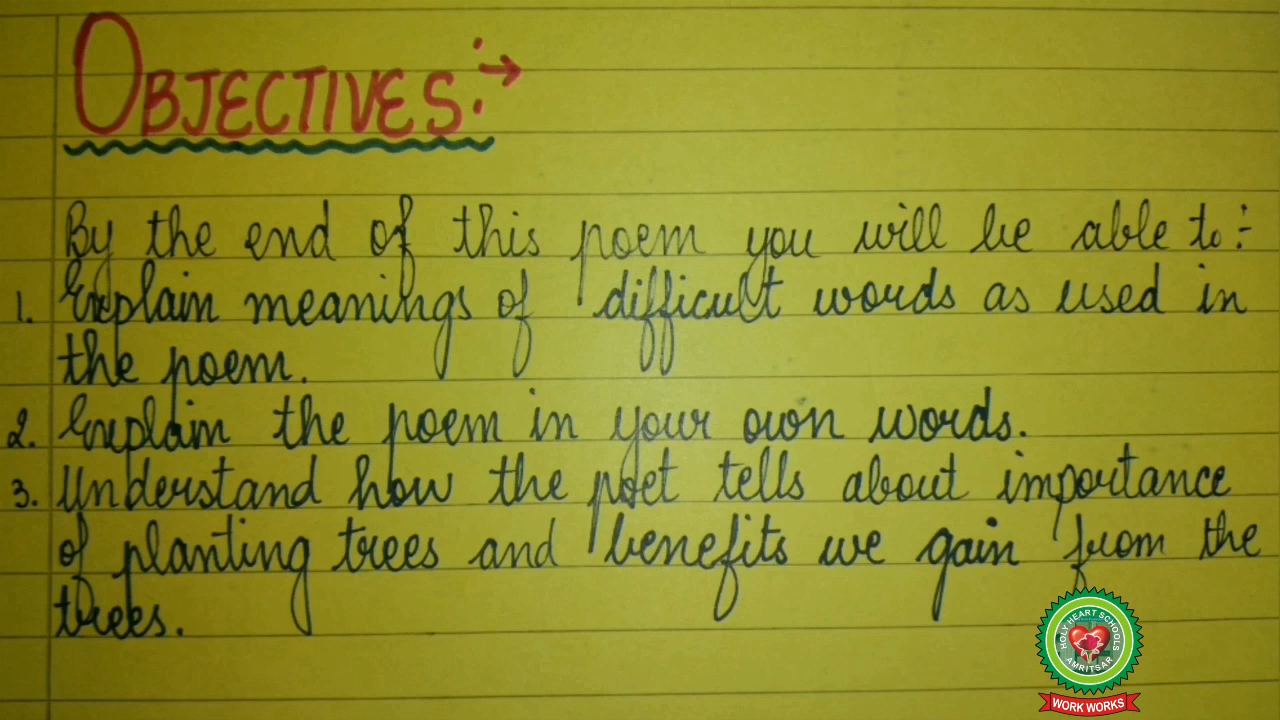 OBJECTIVES:→
By the end of this poem you will be able to:-
1. Explain meanings of difficult words as used in
the poem.
2. Explain the poem in your own words.
3. Understand how the poet tells about importance
of planting trees and benefits we gain from the
trees.
HOLY HEART SCHOOLS
AMRITSAR
WORK WORKS